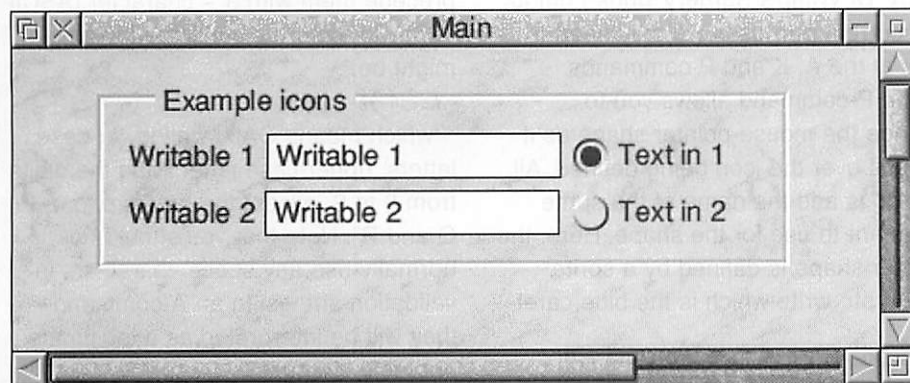 Main
Example icons
Writable 1 Writable 1 Text in 1
Writable 2 Writable 2 Text in 2